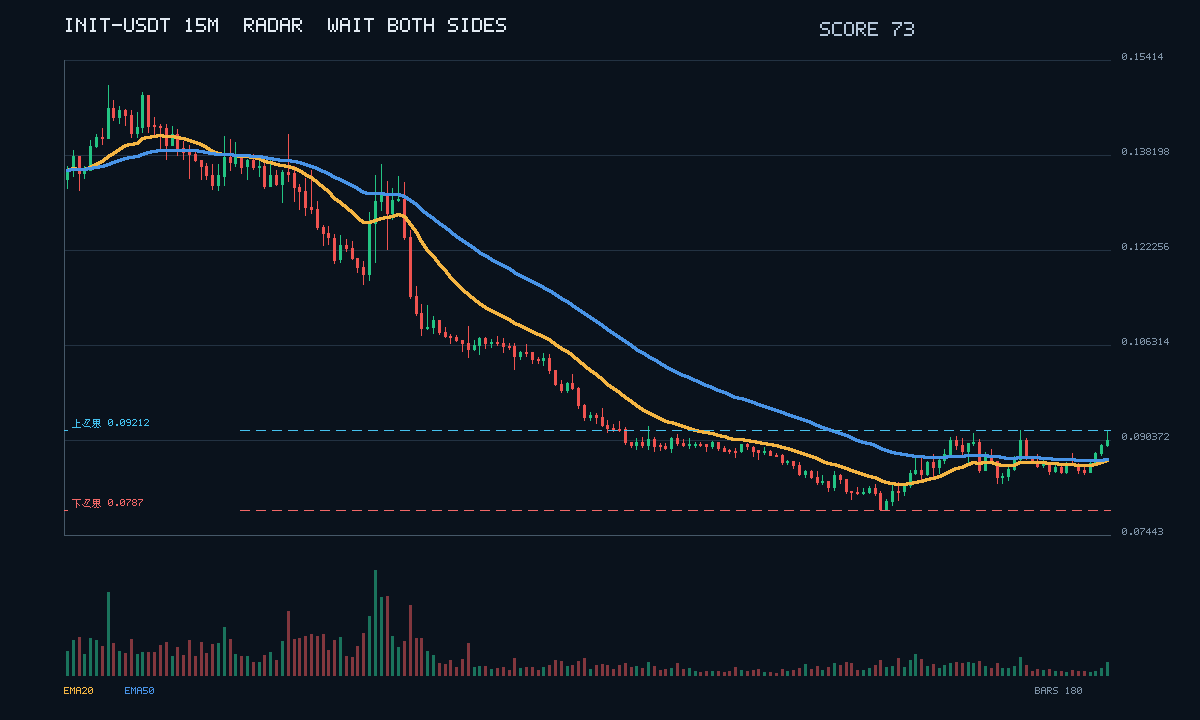 INIT-USDT 15M RADAR WAIT BOTH SIDES
SCORE 73
0.15414
0.138198
0.122256
0.106314
0.09212
0.090372
0.0787
0.07443
EMA20
EMA50
BARS 180